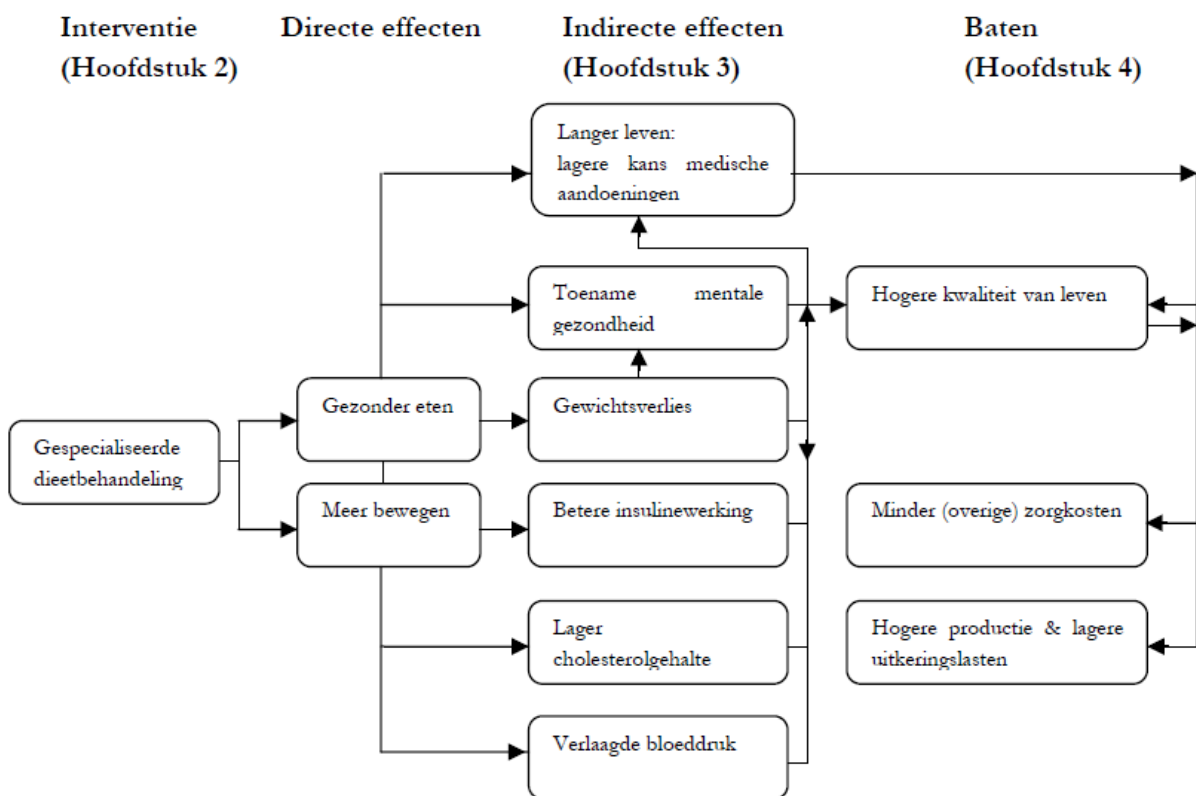 Interventie
(Hoofdstuk 2)
Directe effecten
Indirecte effecten
(Hoofdstuk 3)
Baten
(Hoofdstuk 4)
Langer leven:
lagere kans medische
aandoeningen
Toename mentale
gezondheid
Hogere kwaliteit van leven
Gezonder eten
Gewichtsverlies
Gespecialiseerde
dieetbehandeling
Meer bewegen
Betere insulinewerking
Minder (overige) zorgkosten
Lager
cholesterolgehalte
Hogere productie & lagere
uitkeringslasten
Verlaagde bloeddruk